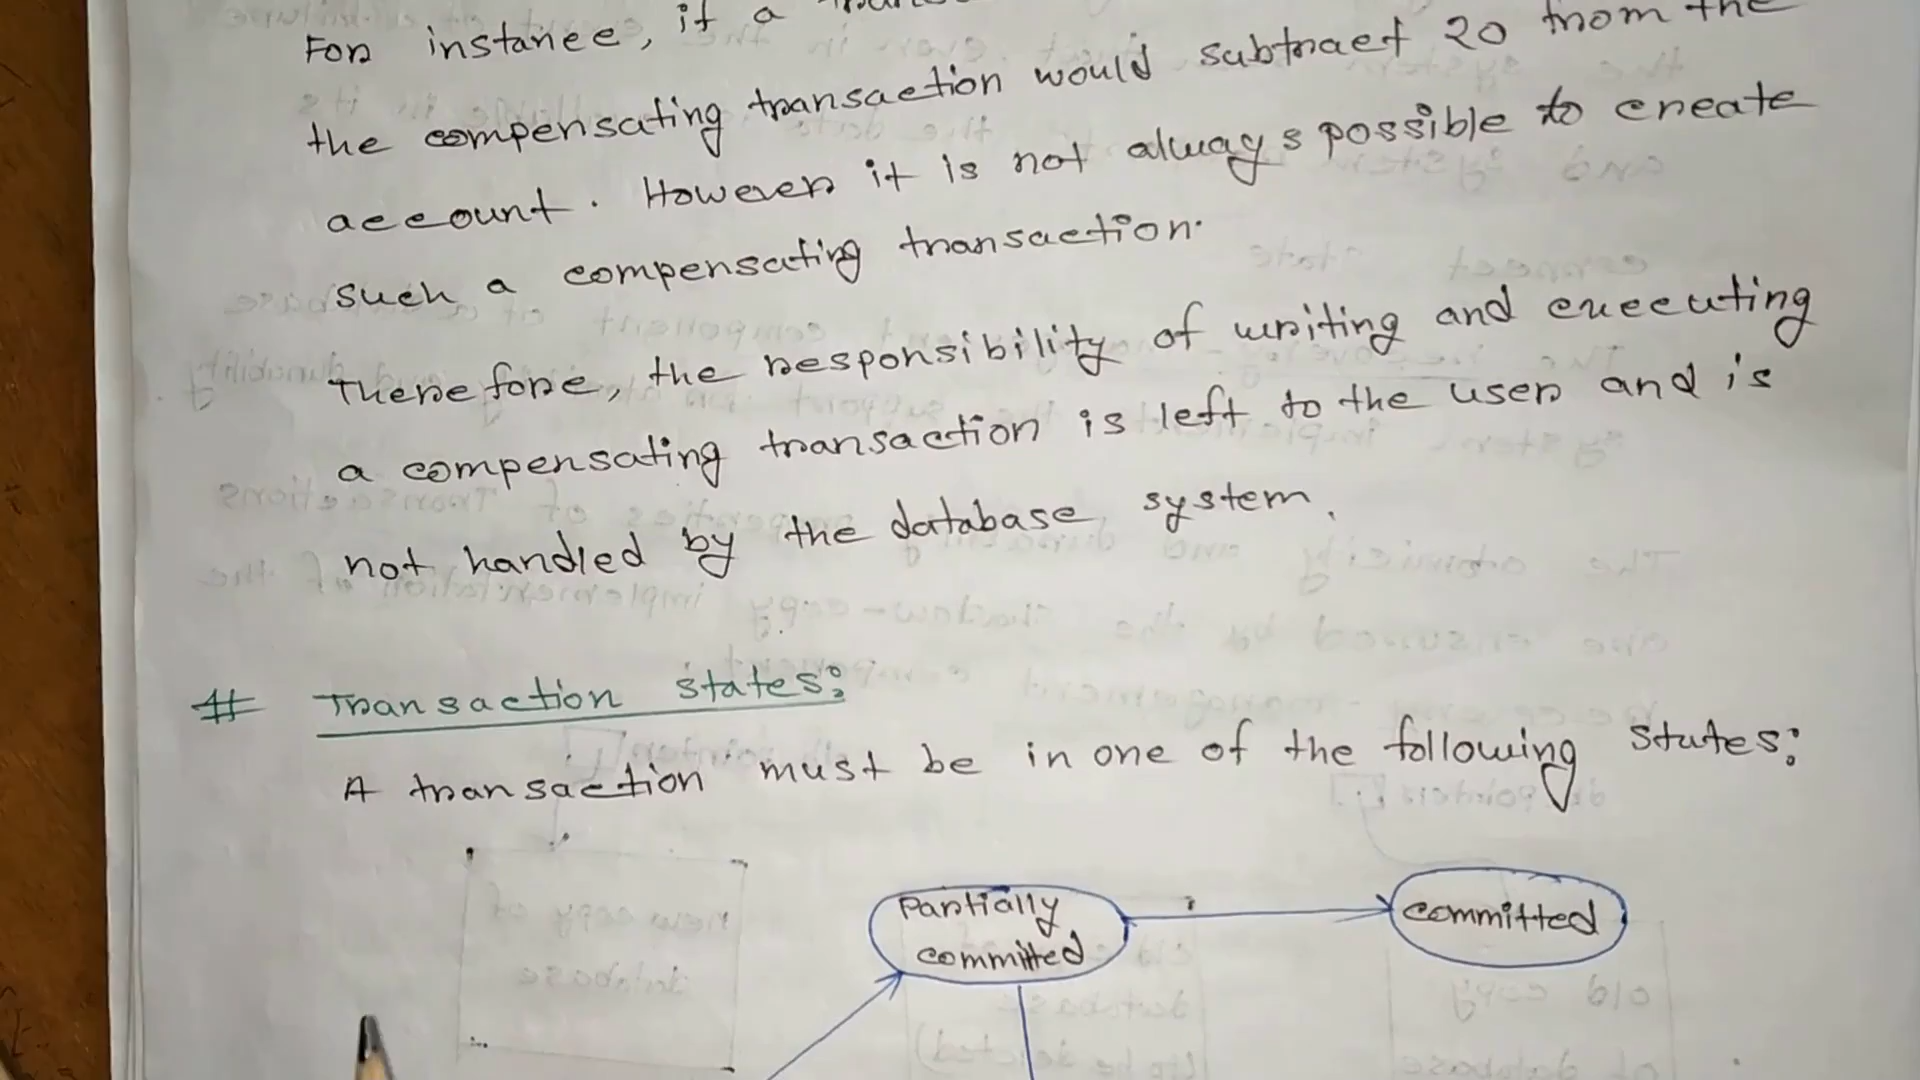 For instance, if a
the compensating transaction would subtract 20 from the
account. However it is not always possible to create
such a compensating transaction.
Therefore, the responsibility of writing and executing
a compensating transaction is left to the user and is
not handled by the database system.
# Transaction states:
A transaction must be in one of the following states:
Partially
committed
committed